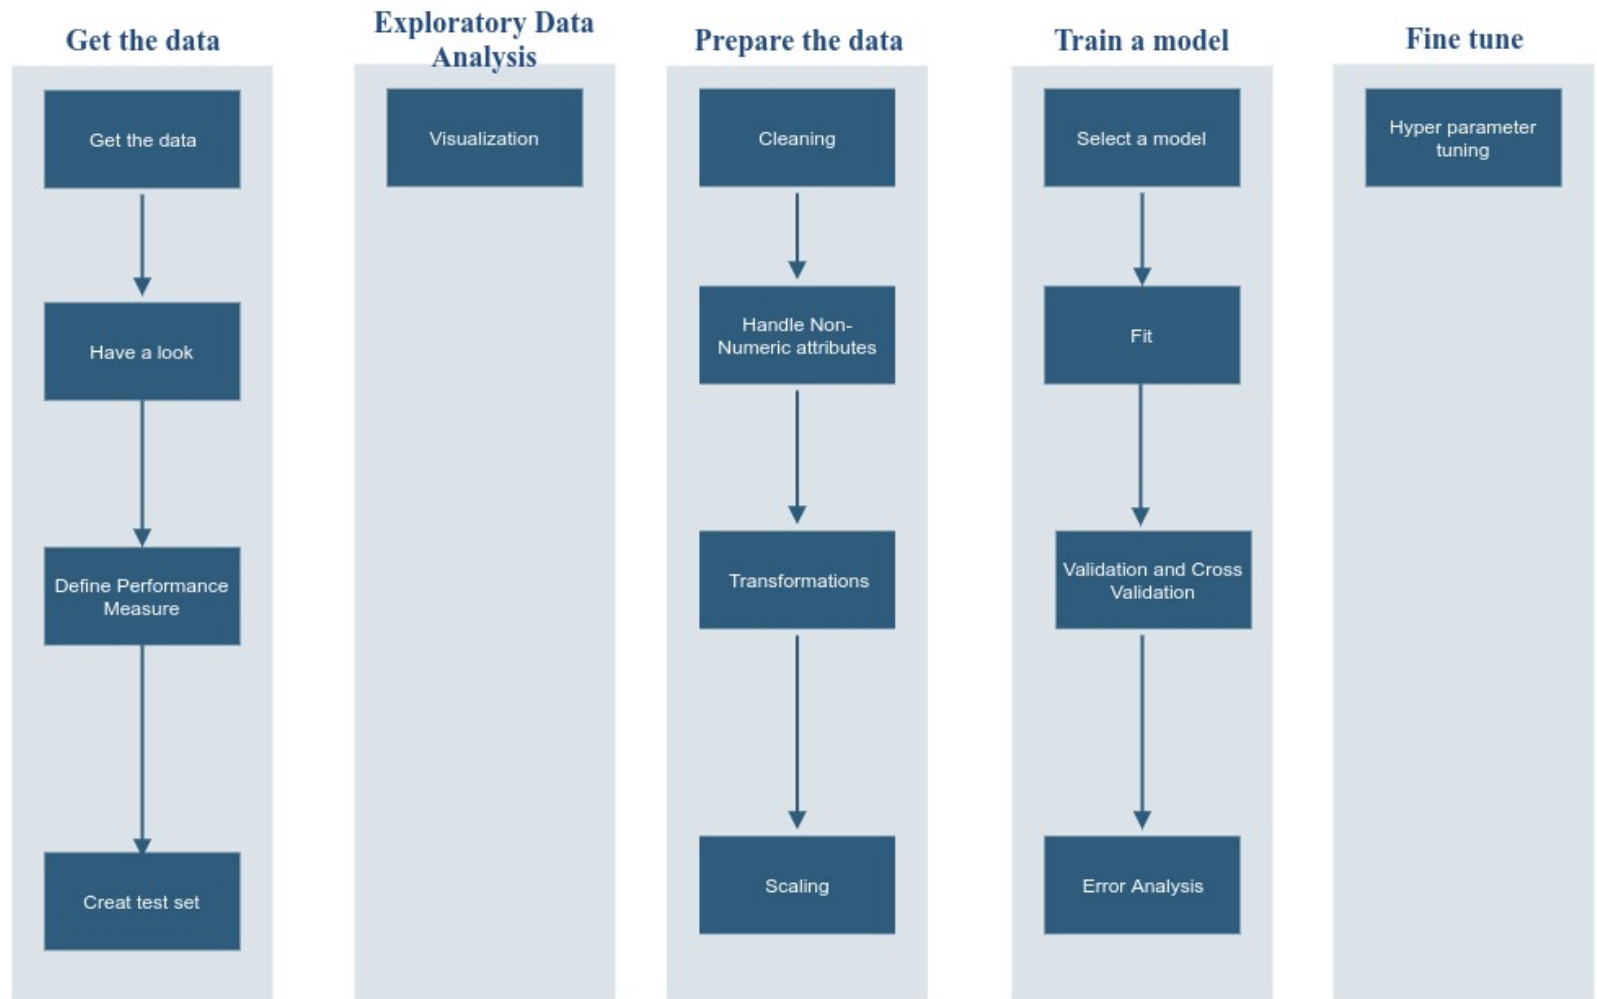 Get the data
Get the data
Have a look
Define Performance
Measure
Creat test set
Exploratory Data
Analysis
Visualization
Prepare the data
Cleaning
Handle Non-
Numeric attributes
Transformations
Scaling
Train a model
Select a model
Fit
Validation and Cross
Validation
Error Analysis
Fine tune
Hyper parameter
tuning